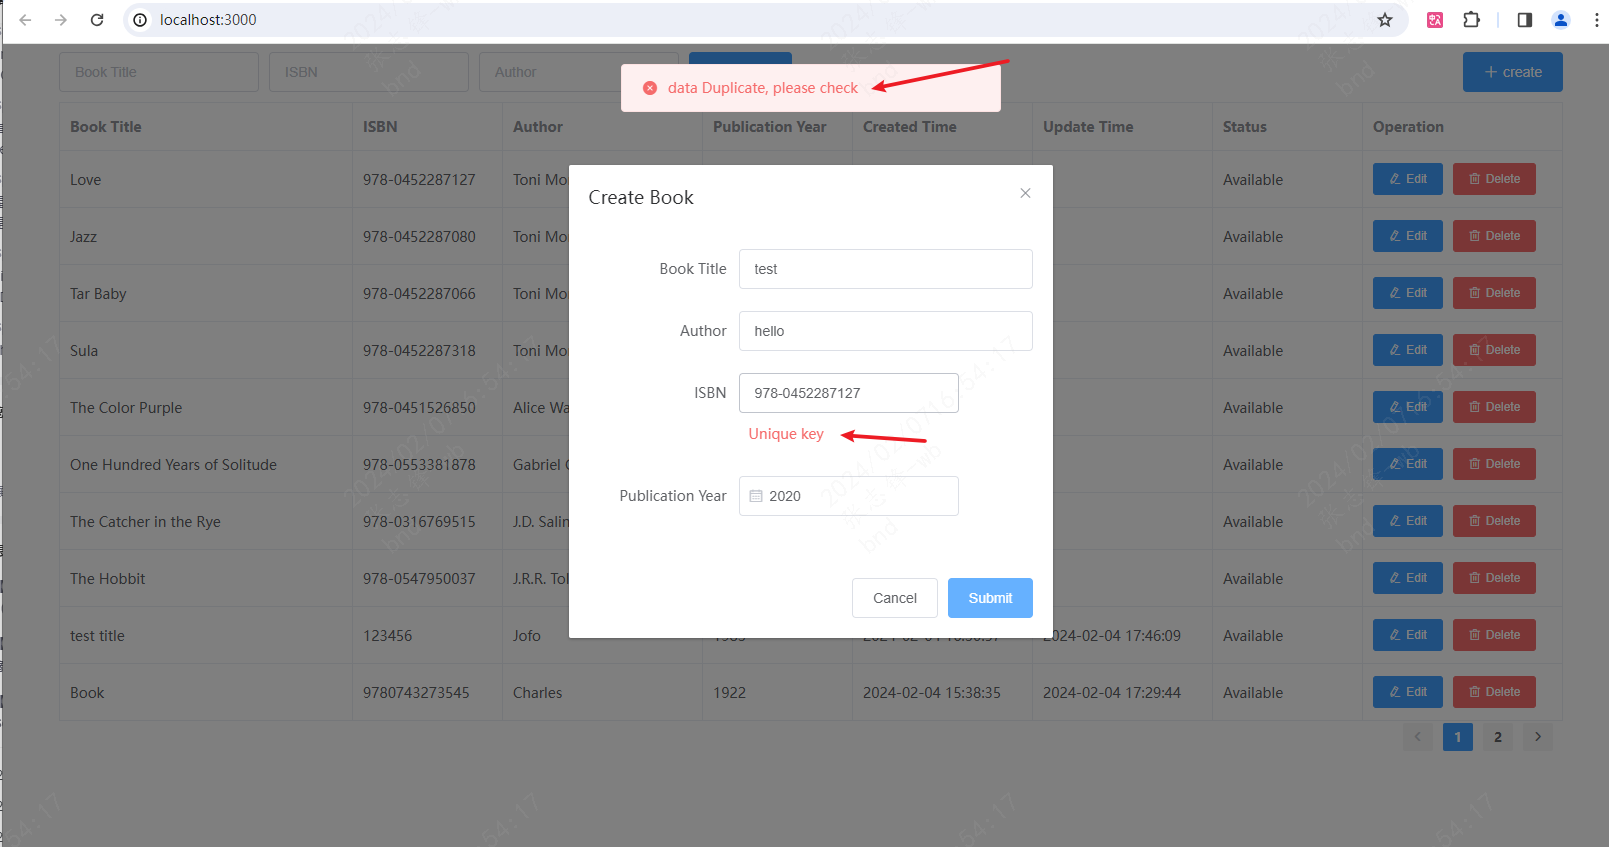 localhost:3000
Book Title
ISBN
Author
data Duplicate, please check
create
Book Title ISBN Author Publication Year Created Time Update Time Status Operation
Love 978-0452287127 Toni Mo Available Edit Delete
Jazz 978-0452287080 Toni Mo Available Edit Delete
Tar Baby 978-0452287066 Toni Mo Available Edit Delete
Sula 978-0452287318 Toni Mo Available Edit Delete
The Color Purple 978-0451526850 Alice Wa Available Edit Delete
One Hundred Years of Solitude 978-0553381878 Gabriel Available Edit Delete
The Catcher in the Rye 978-0316769515 J.D. Salin Available Edit Delete
The Hobbit 978-0547950037 J.R.R. Tol Available Edit Delete
test title 123456 Jofo 2024-02-04 17:46:09 Available Edit Delete
Book 9780743273545 Charles 1922 2024-02-04 15:38:35 2024-02-04 17:29:44 Available Edit Delete
1 2
Create Book
Book Title test
Author hello
ISBN 978-0452287127
Unique key
Publication Year 2020
Cancel Submit